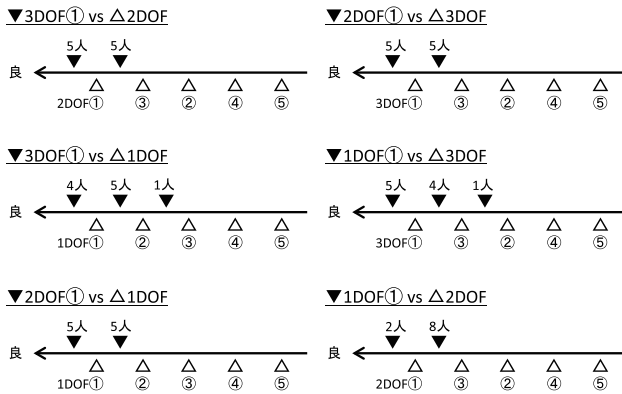 ▼3DOF① vs △2DOF
5人 5人
良
2DOF① ③ ② ④ ⑤
▼2DOF① vs △3DOF
5人 5人
良
3DOF① ③ ② ④ ⑤
▼3DOF① vs △1DOF
4人 5人 1人
良
1DOF① ② ③ ④ ⑤
▼1DOF① vs △3DOF
5人 4人 1人
良
3DOF① ③ ② ④ ⑤
▼2DOF① vs △1DOF
5人 5人
良
1DOF① ② ③ ④ ⑤
▼1DOF① vs △2DOF
2人 8人
良
2DOF① ③ ② ④ ⑤